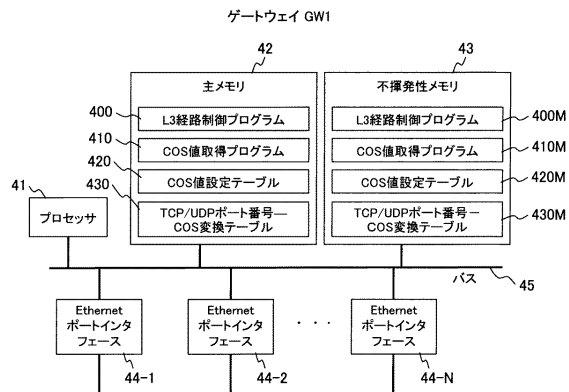 ゲートウェイ GW1
42
43
主メモリ
不揮発性メモリ
400
L3経路制御プログラム
L3経路制御プログラム
400M
410
COS値取得プログラム
COS値取得プログラム
410M
420
COS値設定テーブル
COS値設定テーブル
420M
41
430
プロセッサ
TCP/UDPポート番号―
COS変換テーブル
TCP/UDPポート番号－
COS変換テーブル
430M
バス
45
Ethernet
ポートインタ
フェース
Ethernet
ポートインタ
フェース
・・・
Ethernet
ポートインタ
フェース
44-1
44-2
44-N